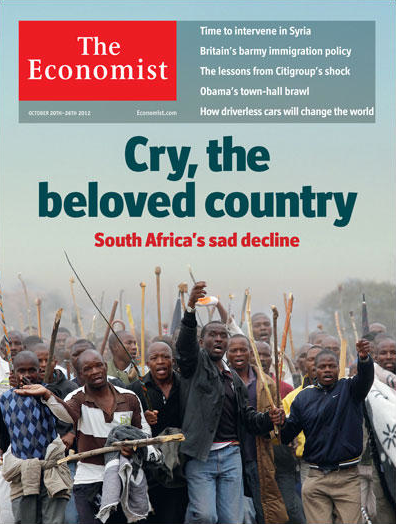 The
Economist
OCTOBER 20TH–26TH 2012
Economist.com
Time to intervene in Syria
Britain's barmy immigration policy
The lessons from Citigroup's shock
Obama's town-hall brawl
How driverless cars will change the world
Cry, the
beloved country
South Africa's sad decline